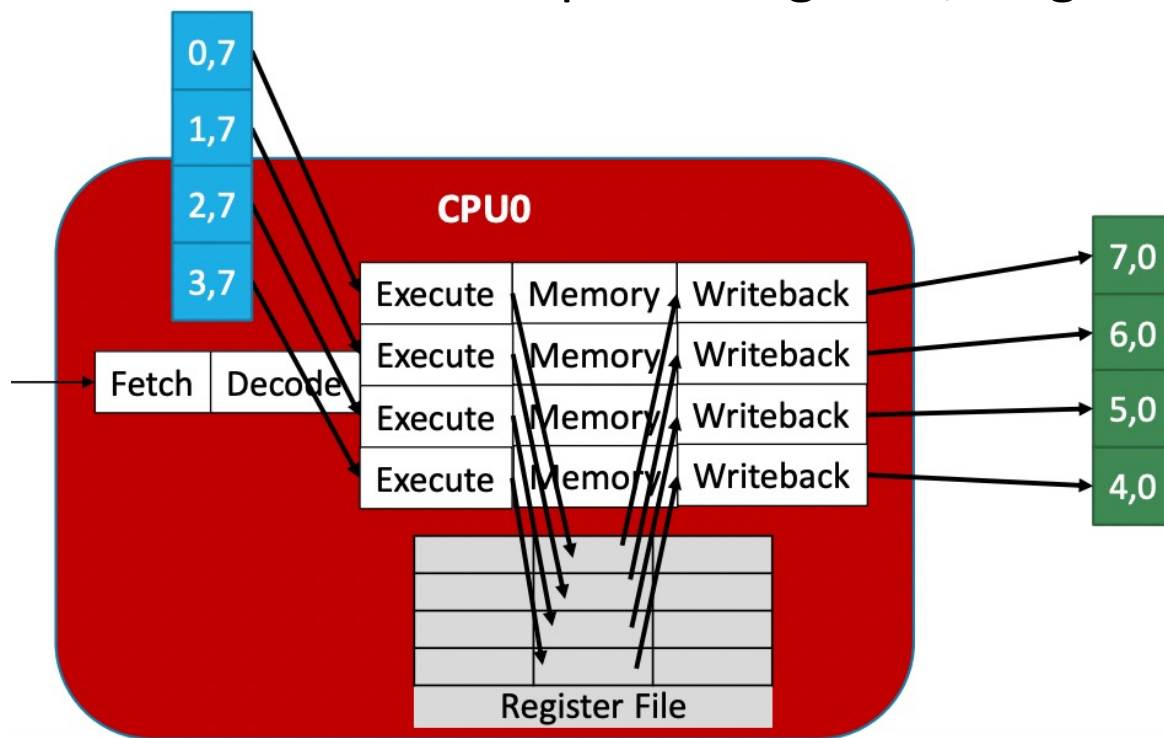 0,7
1,7
2,7
3,7
CPU0
Execute Memory Writeback
Execute Memory Writeback
Execute Memory Writeback
Execute Memory Writeback
Fetch Decode
Register File
7,0
6,0
5,0
4,0